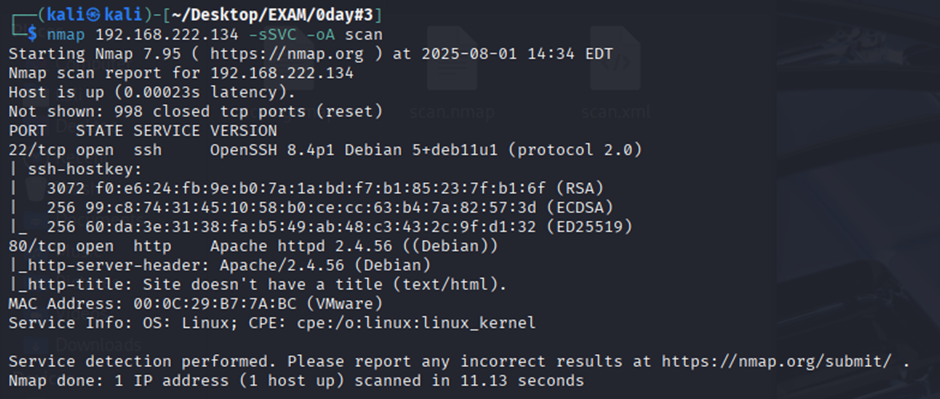 ┌──(kali㉿kali)-[~/Desktop/EXAM/0day#3]
└─$ nmap 192.168.222.134 -sSVC -oA scan
Starting Nmap 7.95 ( https://nmap.org ) at 2025-08-01 14:34 EDT
Nmap scan report for 192.168.222.134
Host is up (0.00023s latency).
Not shown: 998 closed tcp ports (reset)
PORT   STATE SERVICE VERSION
22/tcp open  ssh     OpenSSH 8.4p1 Debian 5+deb11u1 (protocol 2.0)
| ssh-hostkey:
|   3072 f0:e6:24:fb:9e:b0:7a:1a:bd:f7:b1:85:23:7f:b1:6f (RSA)
|   256 99:c8:74:31:45:10:58:b0:ce:cc:63:b4:7a:82:57:3d (ECDSA)
|_  256 60:da:3e:31:38:fa:b5:49:ab:48:c3:43:2c:9f:d1:32 (ED25519)
80/tcp open  http    Apache httpd 2.4.56 ((Debian))
|_http-server-header: Apache/2.4.56 (Debian)
|_http-title: Site doesn't have a title (text/html).
MAC Address: 00:0C:29:B7:7A:BC (VMware)
Service Info: OS: Linux; CPE: cpe:/o:linux:linux_kernel

Service detection performed. Please report any incorrect results at https://nmap.org/submit/ .
Nmap done: 1 IP address (1 host up) scanned in 11.13 seconds
scan.nmap
scan.xml
Downloads